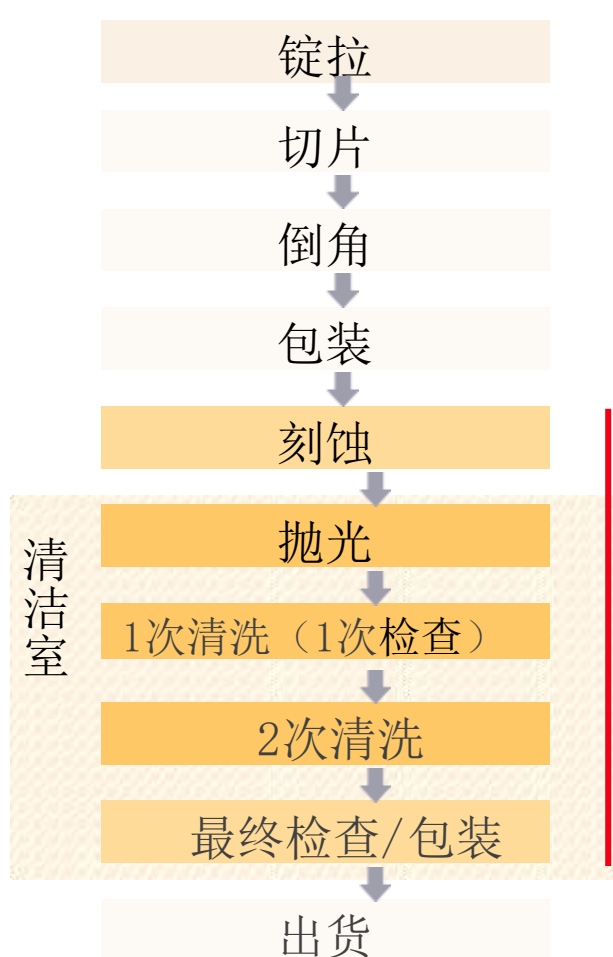 锭拉
切片
倒角
包装
刻蚀
清洁室
抛光
1次清洗（1次检查）
2次清洗
最终检查/包装
出货